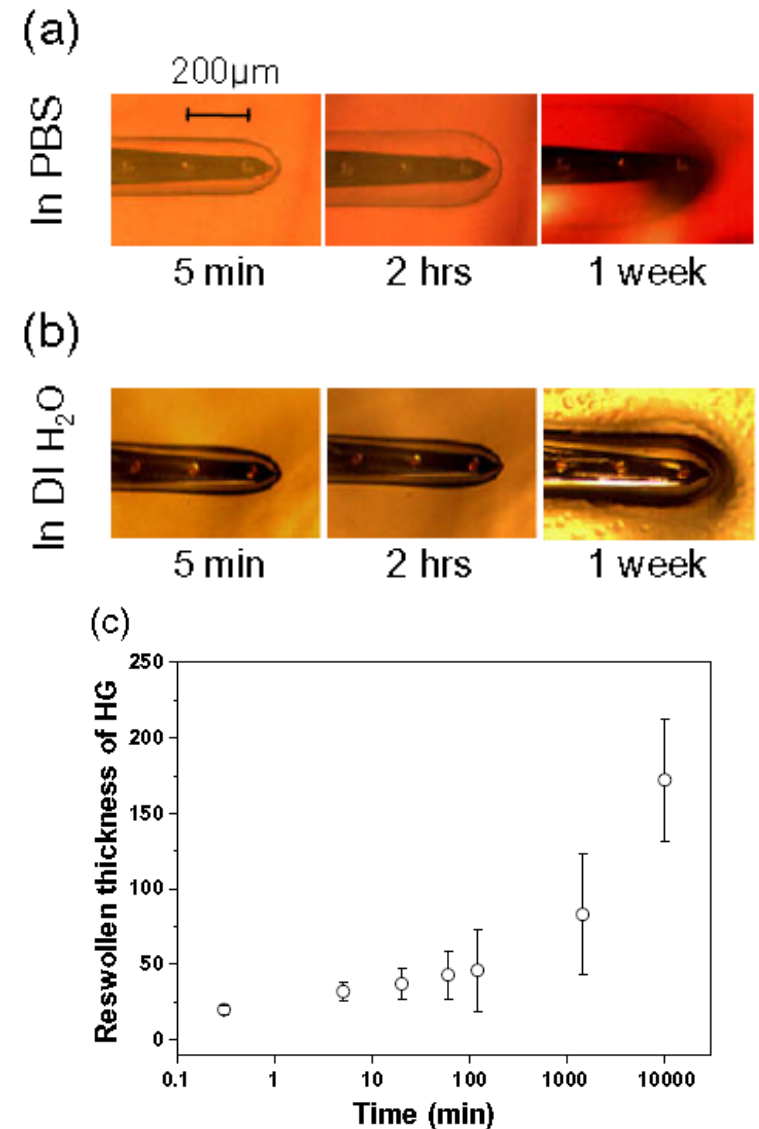 (a)
200μm
In PBS
5 min
2 hrs
1 week
(b)
In DI H₂O
5 min
2 hrs
1 week
(c)
250
200
150
100
50
0
Reswollen thickness of HG
0.1
1
10
100
1000
10000
Time (min)